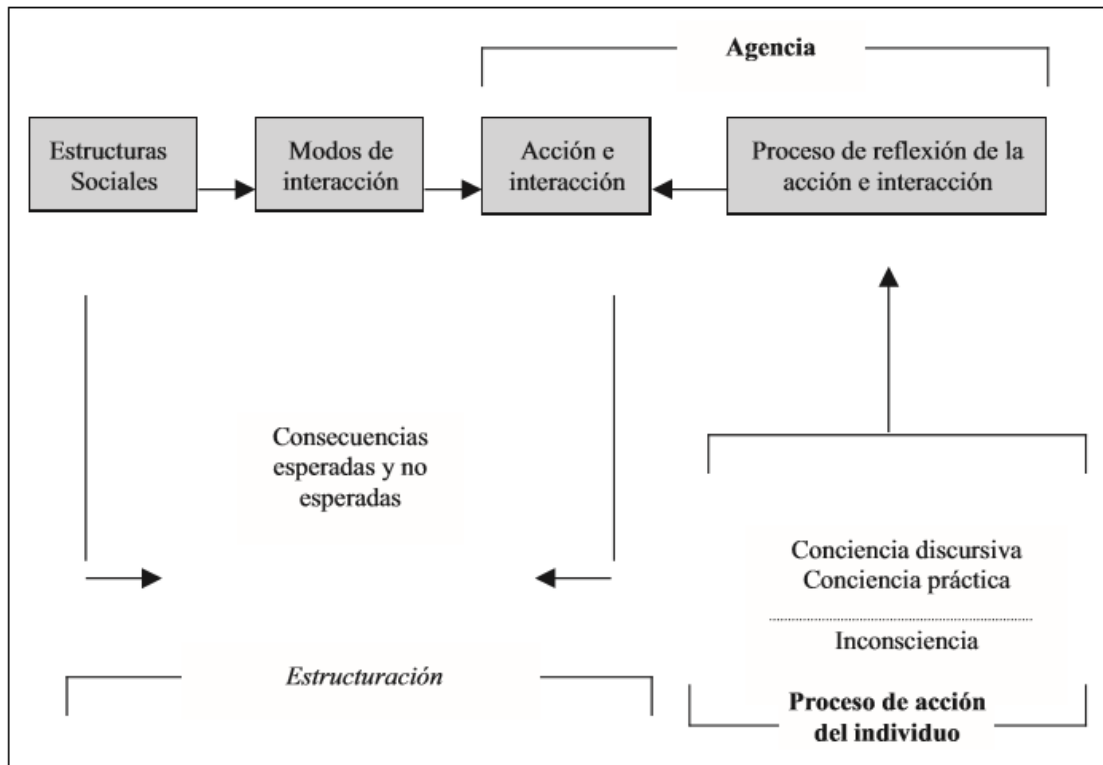 Agencia
Estructuras
Sociales
Modos de
interacción
Acción e
interacción
Proceso de reflexión de la
acción e interacción
Consecuencias
esperadas y no
esperadas
Conciencia discursiva
Conciencia práctica
Inconsciencia
Estructuración
Proceso de acción
del individuo